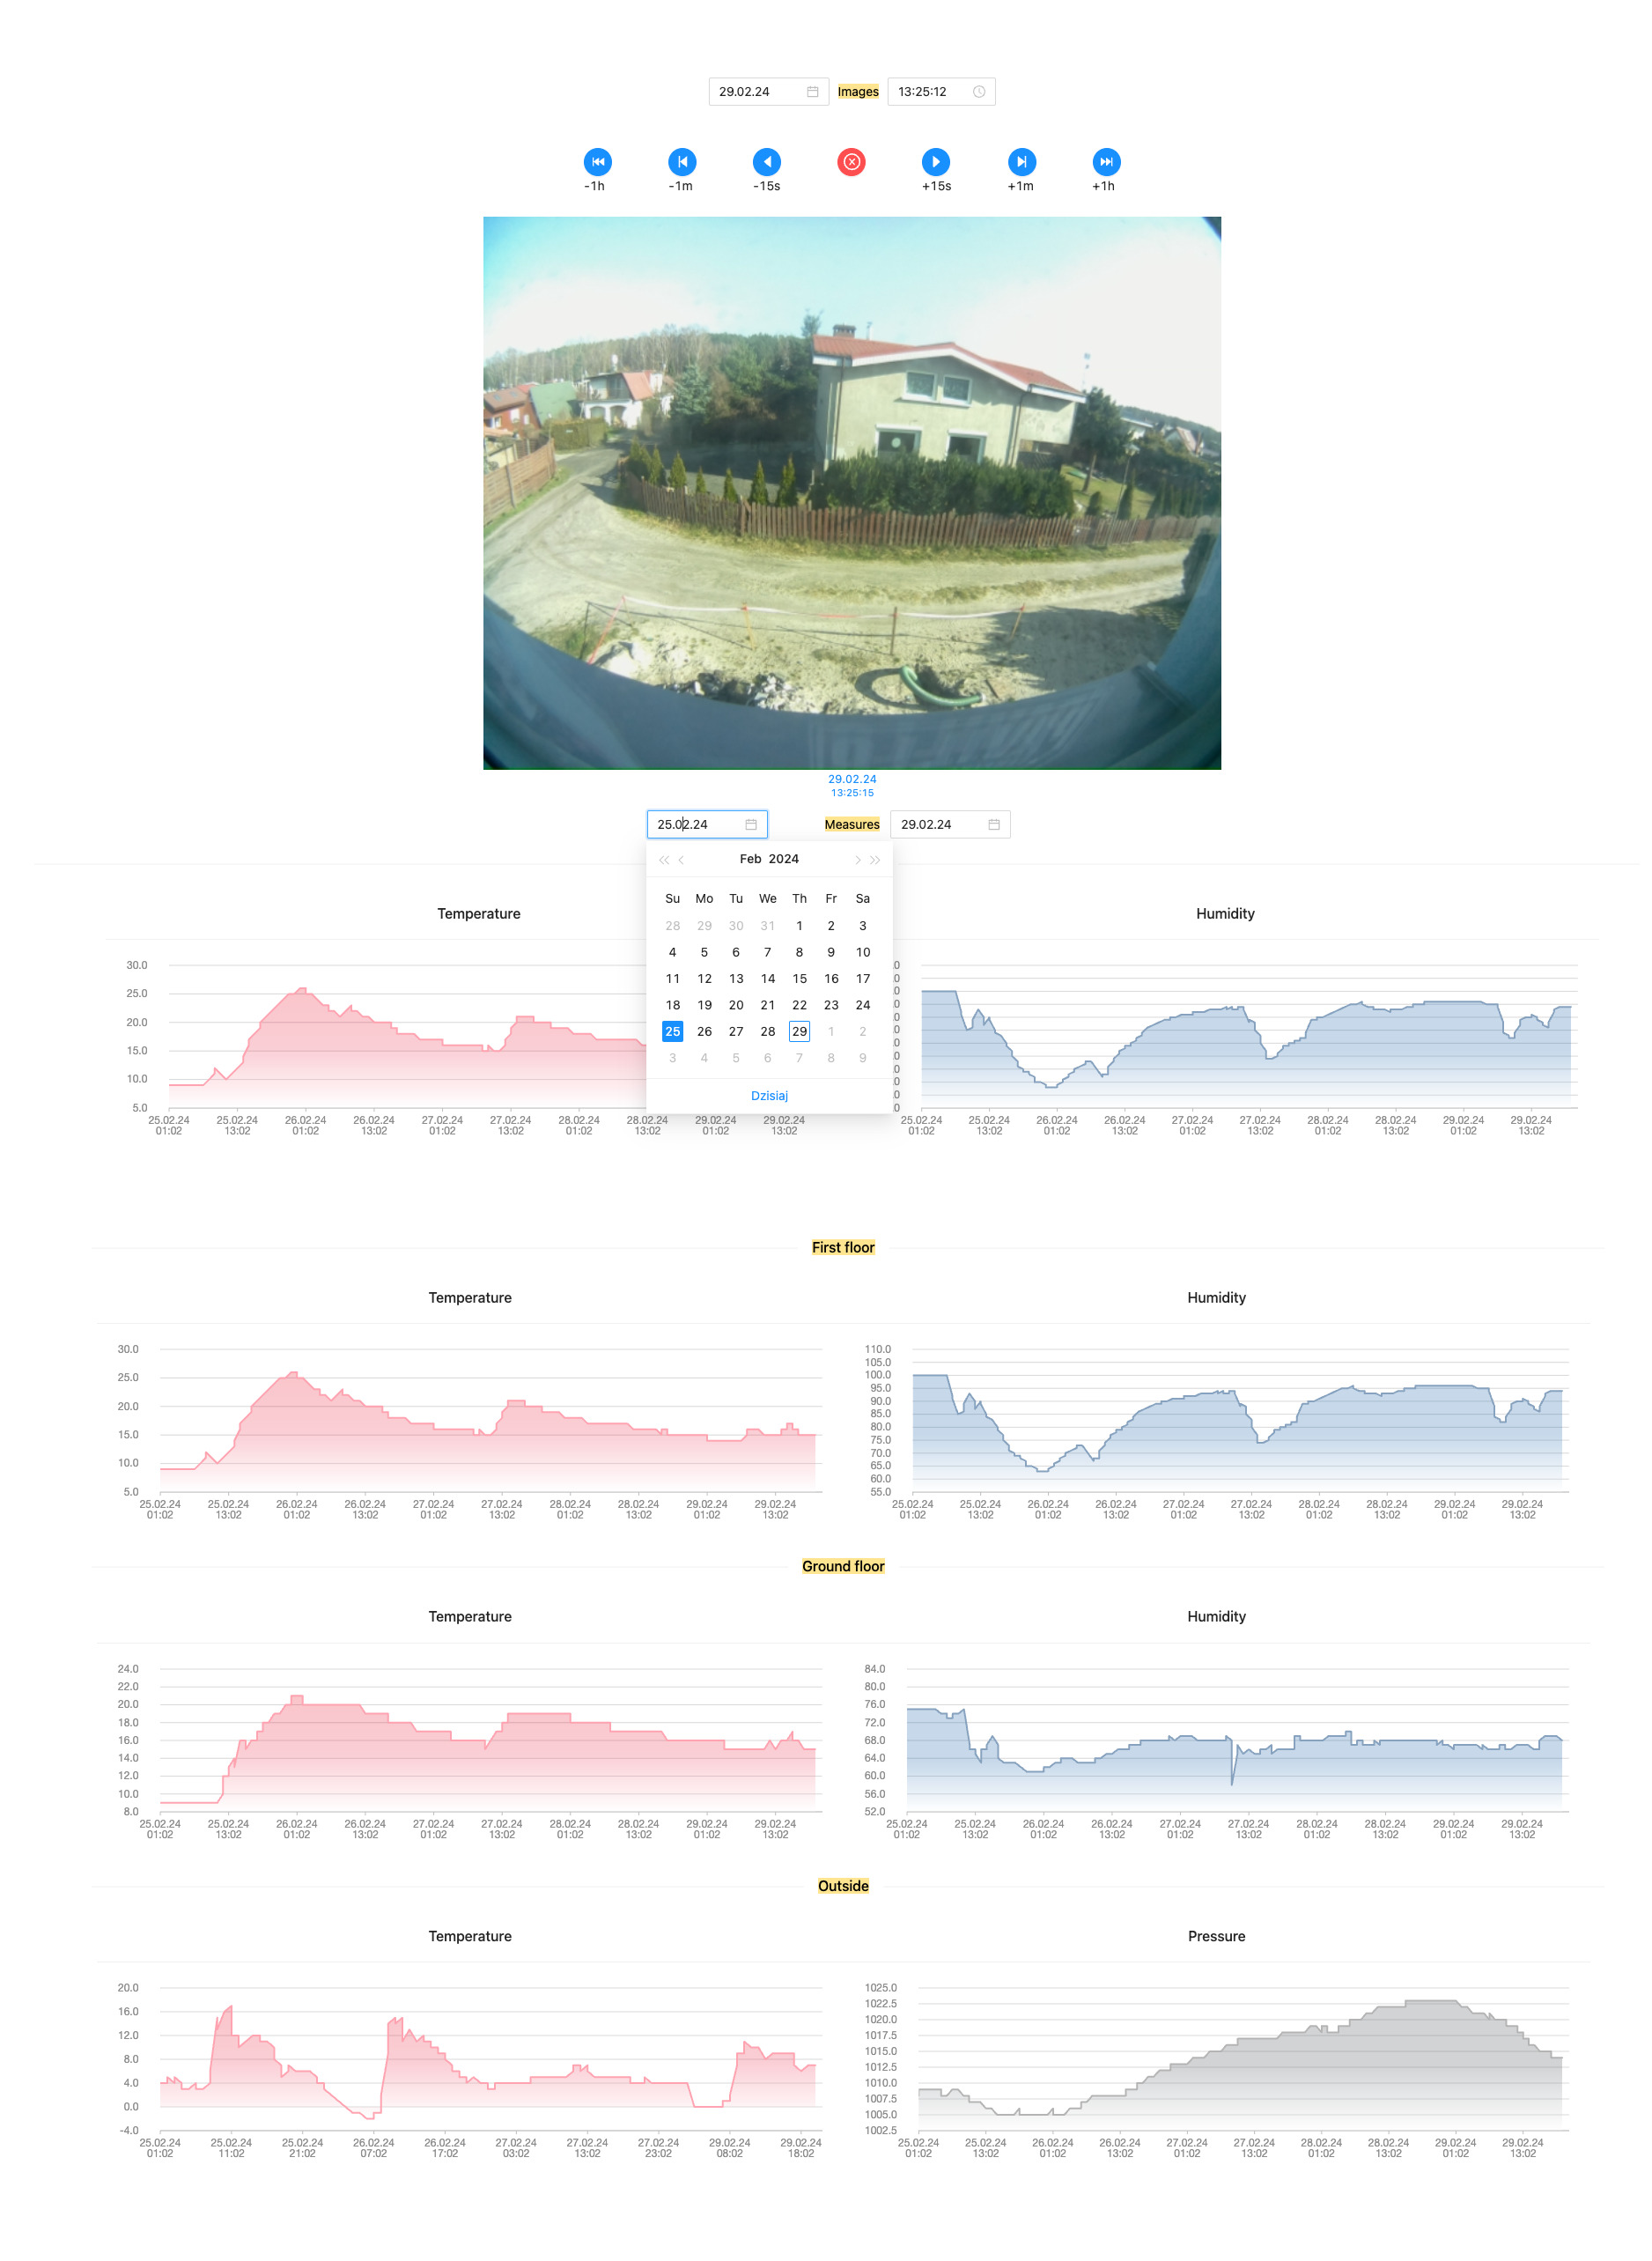 29.02.24 Images 13:25:12
-1h -1m -15s +15s +1m +1h
29.02.24
13:25:15
25.02.24 Measures 29.02.24
Feb 2024
Su Mo Tu We Th Fr Sa
28 29 30 31 1 2 3
4 5 6 7 8 9 10
11 12 13 14 15 16 17
18 19 20 21 22 23 24
25 26 27 28 29 1 2
3 4 5 6 7 8 9
Dzisiaj
Temperature
30.0
25.0
20.0
15.0
10.0
5.0
25.02.24 25.02.24 26.02.24 26.02.24 27.02.24 27.02.24 28.02.24 28.02.24 29.02.24 29.02.24
01:02 13:02 01:02 13:02 01:02 13:02 01:02 13:02 01:02 13:02
Humidity
25.02.24 25.02.24 26.02.24 26.02.24 27.02.24 27.02.24 28.02.24 28.02.24 29.02.24 29.02.24
01:02 13:02 01:02 13:02 01:02 13:02 01:02 13:02 01:02 13:02
First floor
Temperature
30.0
25.0
20.0
15.0
10.0
5.0
25.02.24 25.02.24 26.02.24 26.02.24 27.02.24 27.02.24 28.02.24 28.02.24 29.02.24 29.02.24
01:02 13:02 01:02 13:02 01:02 13:02 01:02 13:02 01:02 13:02
Humidity
110.0
105.0
100.0
95.0
90.0
85.0
80.0
75.0
70.0
65.0
60.0
55.0
25.02.24 25.02.24 26.02.24 26.02.24 27.02.24 27.02.24 28.02.24 28.02.24 29.02.24 29.02.24
01:02 13:02 01:02 13:02 01:02 13:02 01:02 13:02 01:02 13:02
Ground floor
Temperature
24.0
22.0
20.0
18.0
16.0
14.0
12.0
10.0
8.0
25.02.24 25.02.24 26.02.24 26.02.24 27.02.24 27.02.24 28.02.24 28.02.24 29.02.24 29.02.24
01:02 13:02 01:02 13:02 01:02 13:02 01:02 13:02 01:02 13:02
Humidity
84.0
80.0
76.0
72.0
68.0
64.0
60.0
56.0
52.0
25.02.24 25.02.24 26.02.24 26.02.24 27.02.24 27.02.24 28.02.24 28.02.24 29.02.24 29.02.24
01:02 13:02 01:02 13:02 01:02 13:02 01:02 13:02 01:02 13:02
Outside
Temperature
20.0
16.0
12.0
8.0
4.0
0.0
-4.0
25.02.24 25.02.24 25.02.24 26.02.24 26.02.24 27.02.24 27.02.24 27.02.24 29.02.24 29.02.24
01:02 11:02 21:02 07:02 17:02 03:02 13:02 23:02 08:02 18:02
Pressure
1025.0
1022.5
1020.0
1017.5
1015.0
1012.5
1010.0
1007.5
1005.0
1002.5
25.02.24 25.02.24 26.02.24 26.02.24 27.02.24 27.02.24 28.02.24 28.02.24 29.02.24 29.02.24
01:02 13:02 01:02 13:02 01:02 13:02 01:02 13:02 01:02 13:02